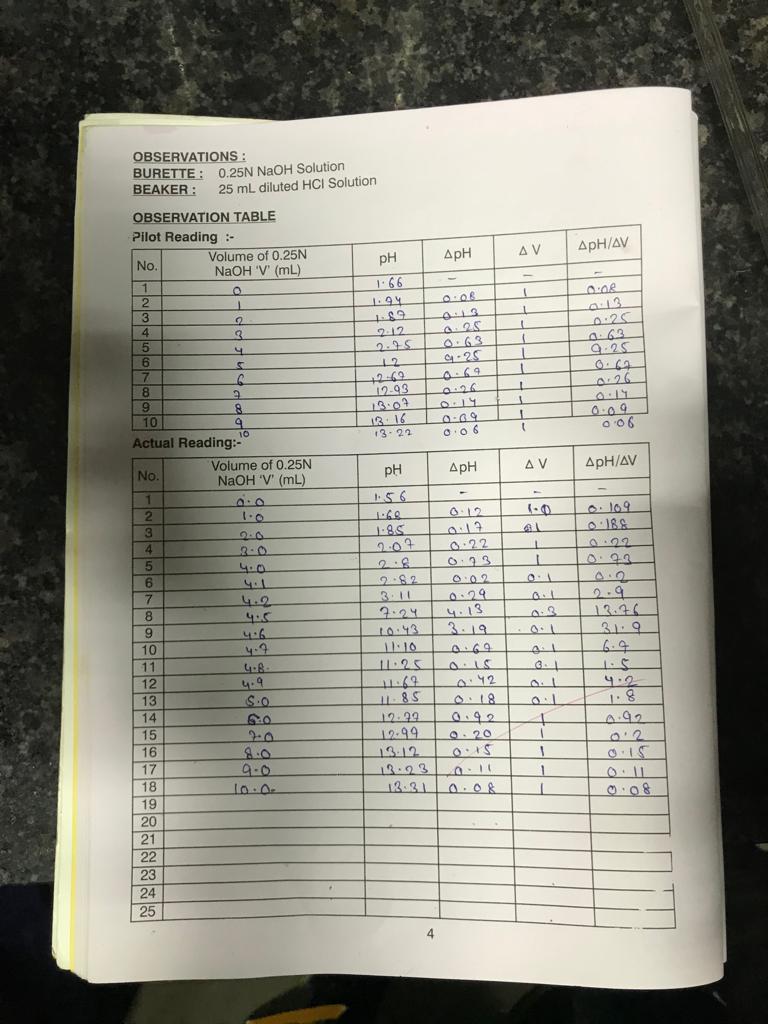 OBSERVATIONS :
BURETTE : 0.25N NaOH Solution
BEAKER : 25 mL diluted HCl Solution
OBSERVATION TABLE
Pilot Reading :-
No. Volume of 0.25N NaOH 'V' (mL) pH ΔpH Δ V ΔpH/ΔV
1 0 1.66 - - -
2 1 1.74 0.08 1 0.08
3 2 1.87 0.13 1 0.13
4 3 2.12 0.25 1 0.25
5 4 2.75 0.63 1 0.63
6 5 12 9.25 1 9.25
7 6 12.67 0.67 1 0.67
8 7 12.93 0.26 1 0.26
9 8 13.07 0.14 1 0.14
10 9 13.16 0.09 1 0.09
10 13.22 0.06 1 0.06
Actual Reading:-
No. Volume of 0.25N NaOH 'V' (mL) pH ΔpH Δ V ΔpH/ΔV
1 0.0 1.56 - - -
2 1.0 1.68 0.12 1.0 0.109
3 2.0 1.85 0.17 1 0.188
4 3.0 2.07 0.22 1 0.22
5 4.0 2.8 0.73 1 0.73
6 4.1 2.82 0.02 0.1 0.2
7 4.2 3.11 0.29 0.1 2.9
8 4.5 7.24 4.13 0.3 13.76
9 4.6 10.43 3.19 0.1 31.9
10 4.7 11.10 0.67 0.1 6.7
11 4.8 11.25 0.15 0.1 1.5
12 4.9 11.67 0.42 0.1 4.2
13 5.0 11.85 0.18 0.1 1.8
14 6.0 12.77 0.92 1 0.92
15 7.0 12.97 0.20 1 0.2
16 8.0 13.12 0.15 1 0.15
17 9.0 13.23 0.11 1 0.11
18 10.0 13.31 0.08 1 0.08
19
20
21
22
23
24
25
4